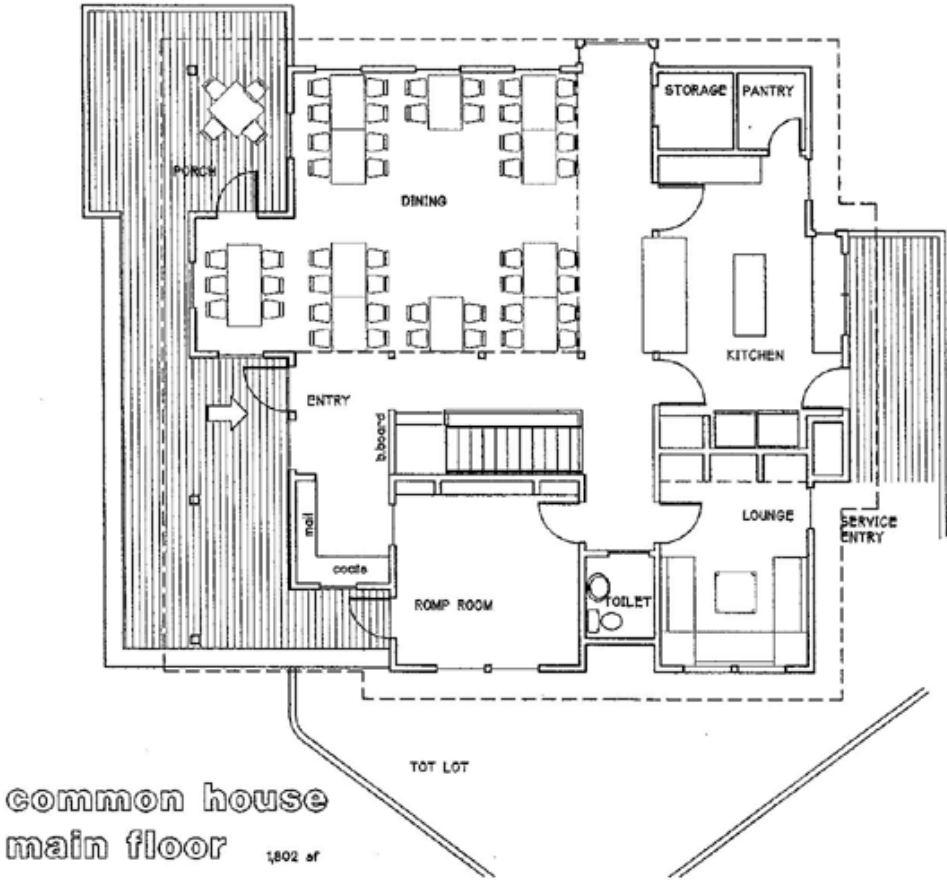 STORAGE
PANTRY
PORCH
DINING
KITCHEN
ENTRY
b.board
mail
LOUNGE
SERVICE
ENTRY
coats
ROMP ROOM
TOILET
TOT LOT
common house
main floor
1,802 sf